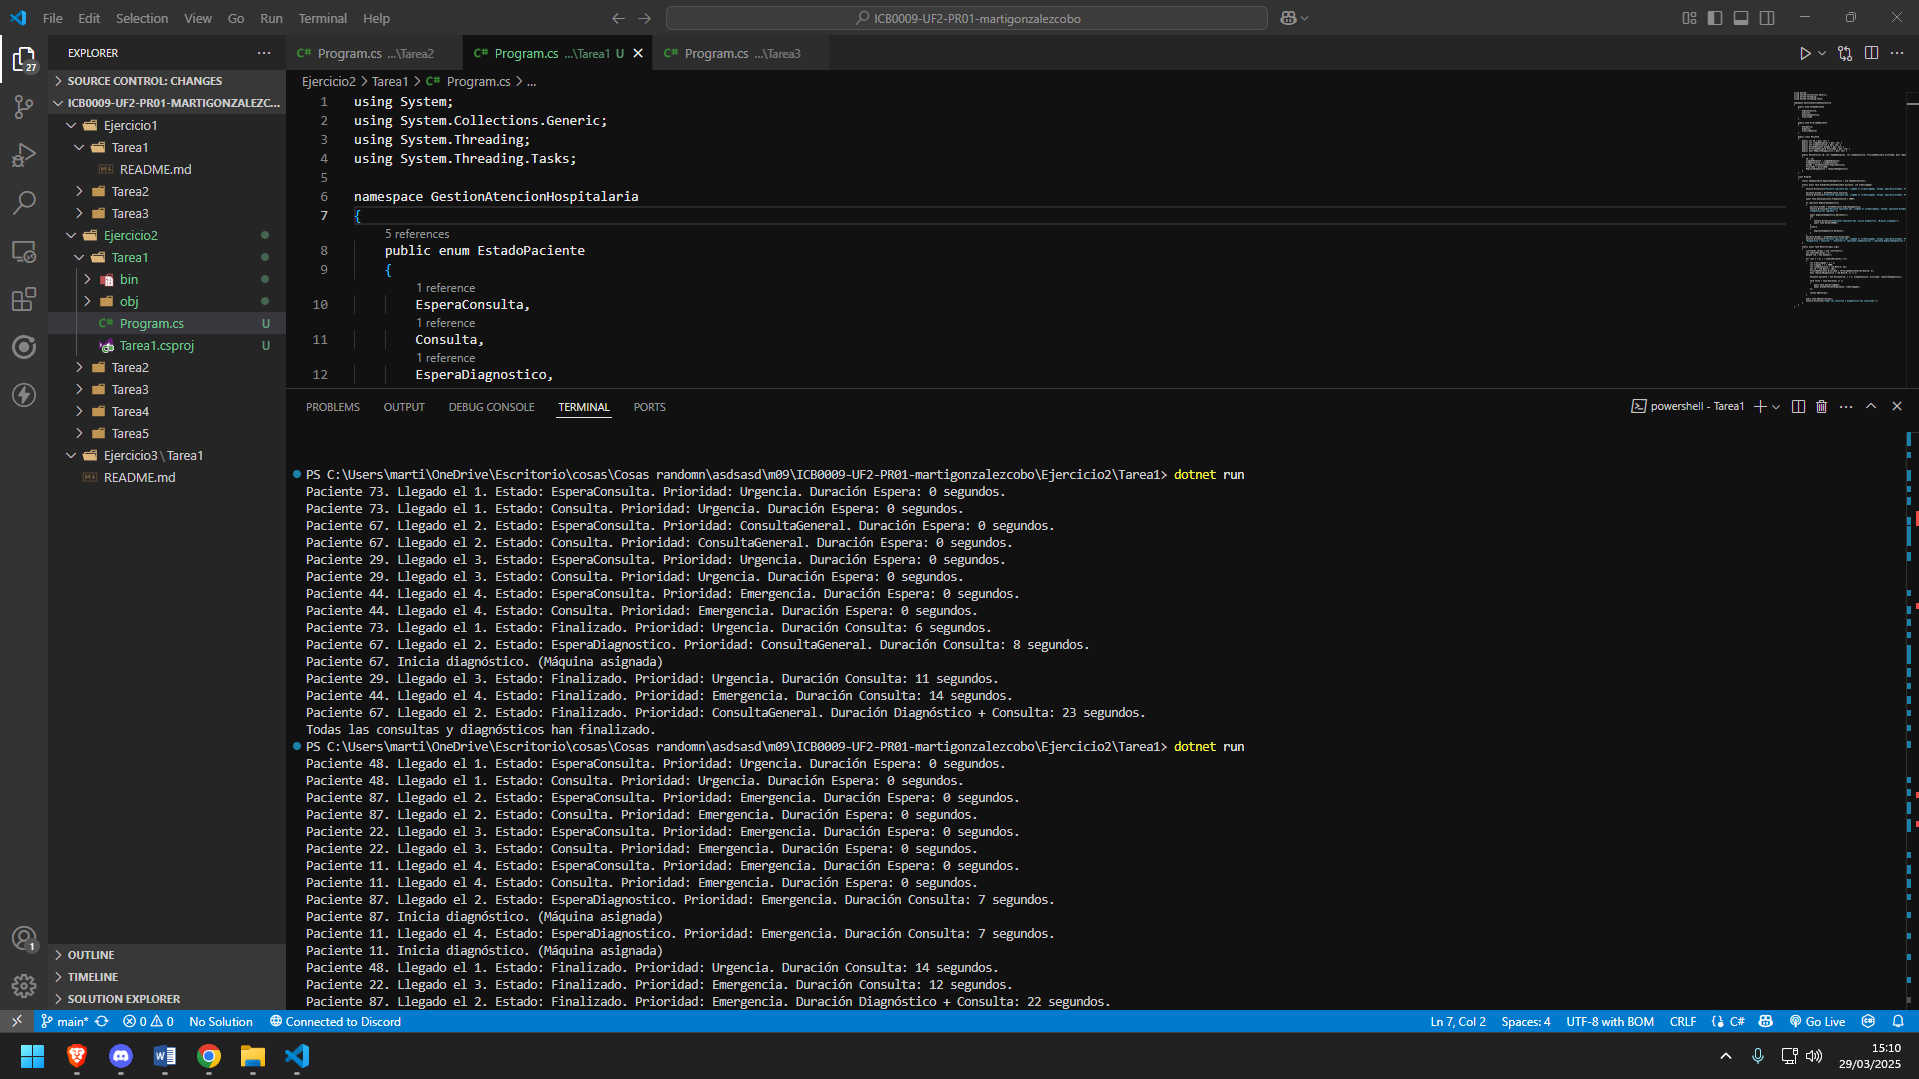 File Edit Selection View Go Run Terminal Help
ICB0009-UF2-PR01-martigonzalezcobo
EXPLORER
SOURCE CONTROL: CHANGES
ICB0009-UF2-PR01-MARTIGONZALEZC...
Ejercicio1
Tarea1
README.md
Tarea2
Tarea3
Ejercicio2
Tarea1
bin
obj
C# Program.cs U
Tarea1.csproj U
Tarea2
Tarea3
Tarea4
Tarea5
Ejercicio3 \ Tarea1
README.md
OUTLINE
TIMELINE
SOLUTION EXPLORER
27
1
C# Program.cs ...\Tarea2
C# Program.cs ...\Tarea1 U
C# Program.cs ...\Tarea3
Ejercicio2 > Tarea1 > C# Program.cs > ...
1 using System;
2 using System.Collections.Generic;
3 using System.Threading;
4 using System.Threading.Tasks;
5
6 namespace GestionAtencionHospitalaria
7 {
5 references
8 public enum EstadoPaciente
9 {
1 reference
10 EsperaConsulta,
1 reference
11 Consulta,
1 reference
12 EsperaDiagnostico,
PROBLEMS OUTPUT DEBUG CONSOLE TERMINAL PORTS
powershell - Tarea1
PS C:\Users\marti\OneDrive\Escritorio\cosas\Cosas randomn\asdsasd\m09\ICB0009-UF2-PR01-martigonzalezcobo\Ejercicio2\Tarea1> dotnet run
Paciente 73. Llegado el 1. Estado: EsperaConsulta. Prioridad: Urgencia. Duración Espera: 0 segundos.
Paciente 73. Llegado el 1. Estado: Consulta. Prioridad: Urgencia. Duración Espera: 0 segundos.
Paciente 67. Llegado el 2. Estado: EsperaConsulta. Prioridad: ConsultaGeneral. Duración Espera: 0 segundos.
Paciente 67. Llegado el 2. Estado: Consulta. Prioridad: ConsultaGeneral. Duración Espera: 0 segundos.
Paciente 29. Llegado el 3. Estado: EsperaConsulta. Prioridad: Urgencia. Duración Espera: 0 segundos.
Paciente 29. Llegado el 3. Estado: Consulta. Prioridad: Urgencia. Duración Espera: 0 segundos.
Paciente 44. Llegado el 4. Estado: EsperaConsulta. Prioridad: Emergencia. Duración Espera: 0 segundos.
Paciente 44. Llegado el 4. Estado: Consulta. Prioridad: Emergencia. Duración Espera: 0 segundos.
Paciente 73. Llegado el 1. Estado: Finalizado. Prioridad: Urgencia. Duración Consulta: 6 segundos.
Paciente 67. Llegado el 2. Estado: EsperaDiagnostico. Prioridad: ConsultaGeneral. Duración Consulta: 8 segundos.
Paciente 67. Inicia diagnóstico. (Máquina asignada)
Paciente 29. Llegado el 3. Estado: Finalizado. Prioridad: Urgencia. Duración Consulta: 11 segundos.
Paciente 44. Llegado el 4. Estado: Finalizado. Prioridad: Emergencia. Duración Consulta: 14 segundos.
Paciente 67. Llegado el 2. Estado: Finalizado. Prioridad: ConsultaGeneral. Duración Diagnóstico + Consulta: 23 segundos.
Todas las consultas y diagnósticos han finalizado.
PS C:\Users\marti\OneDrive\Escritorio\cosas\Cosas randomn\asdsasd\m09\ICB0009-UF2-PR01-martigonzalezcobo\Ejercicio2\Tarea1> dotnet run
Paciente 48. Llegado el 1. Estado: EsperaConsulta. Prioridad: Urgencia. Duración Espera: 0 segundos.
Paciente 48. Llegado el 1. Estado: Consulta. Prioridad: Urgencia. Duración Espera: 0 segundos.
Paciente 87. Llegado el 2. Estado: EsperaConsulta. Prioridad: Emergencia. Duración Espera: 0 segundos.
Paciente 87. Llegado el 2. Estado: Consulta. Prioridad: Emergencia. Duración Espera: 0 segundos.
Paciente 22. Llegado el 3. Estado: EsperaConsulta. Prioridad: Emergencia. Duración Espera: 0 segundos.
Paciente 22. Llegado el 3. Estado: Consulta. Prioridad: Emergencia. Duración Espera: 0 segundos.
Paciente 11. Llegado el 4. Estado: EsperaConsulta. Prioridad: Emergencia. Duración Espera: 0 segundos.
Paciente 11. Llegado el 4. Estado: Consulta. Prioridad: Emergencia. Duración Espera: 0 segundos.
Paciente 87. Llegado el 2. Estado: EsperaDiagnostico. Prioridad: Emergencia. Duración Consulta: 7 segundos.
Paciente 87. Inicia diagnóstico. (Máquina asignada)
Paciente 11. Llegado el 4. Estado: EsperaDiagnostico. Prioridad: Emergencia. Duración Consulta: 7 segundos.
Paciente 11. Inicia diagnóstico. (Máquina asignada)
Paciente 48. Llegado el 1. Estado: Finalizado. Prioridad: Urgencia. Duración Consulta: 14 segundos.
Paciente 22. Llegado el 3. Estado: Finalizado. Prioridad: Emergencia. Duración Consulta: 12 segundos.
Paciente 87. Llegado el 2. Estado: Finalizado. Prioridad: Emergencia. Duración Diagnóstico + Consulta: 22 segundos.
main* 0 0 No Solution Connected to Discord
Ln 7, Col 2 Spaces: 4 UTF-8 with BOM CRLF {} C# Go Live
15:10
29/03/2025